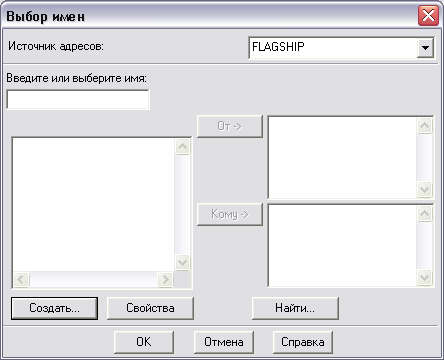 Выбор имен
Источник адресов: FLAGSHIP
Введите или выберите имя:
От ->
Кому ->
Создать... Свойства Найти...
OK Отмена Справка